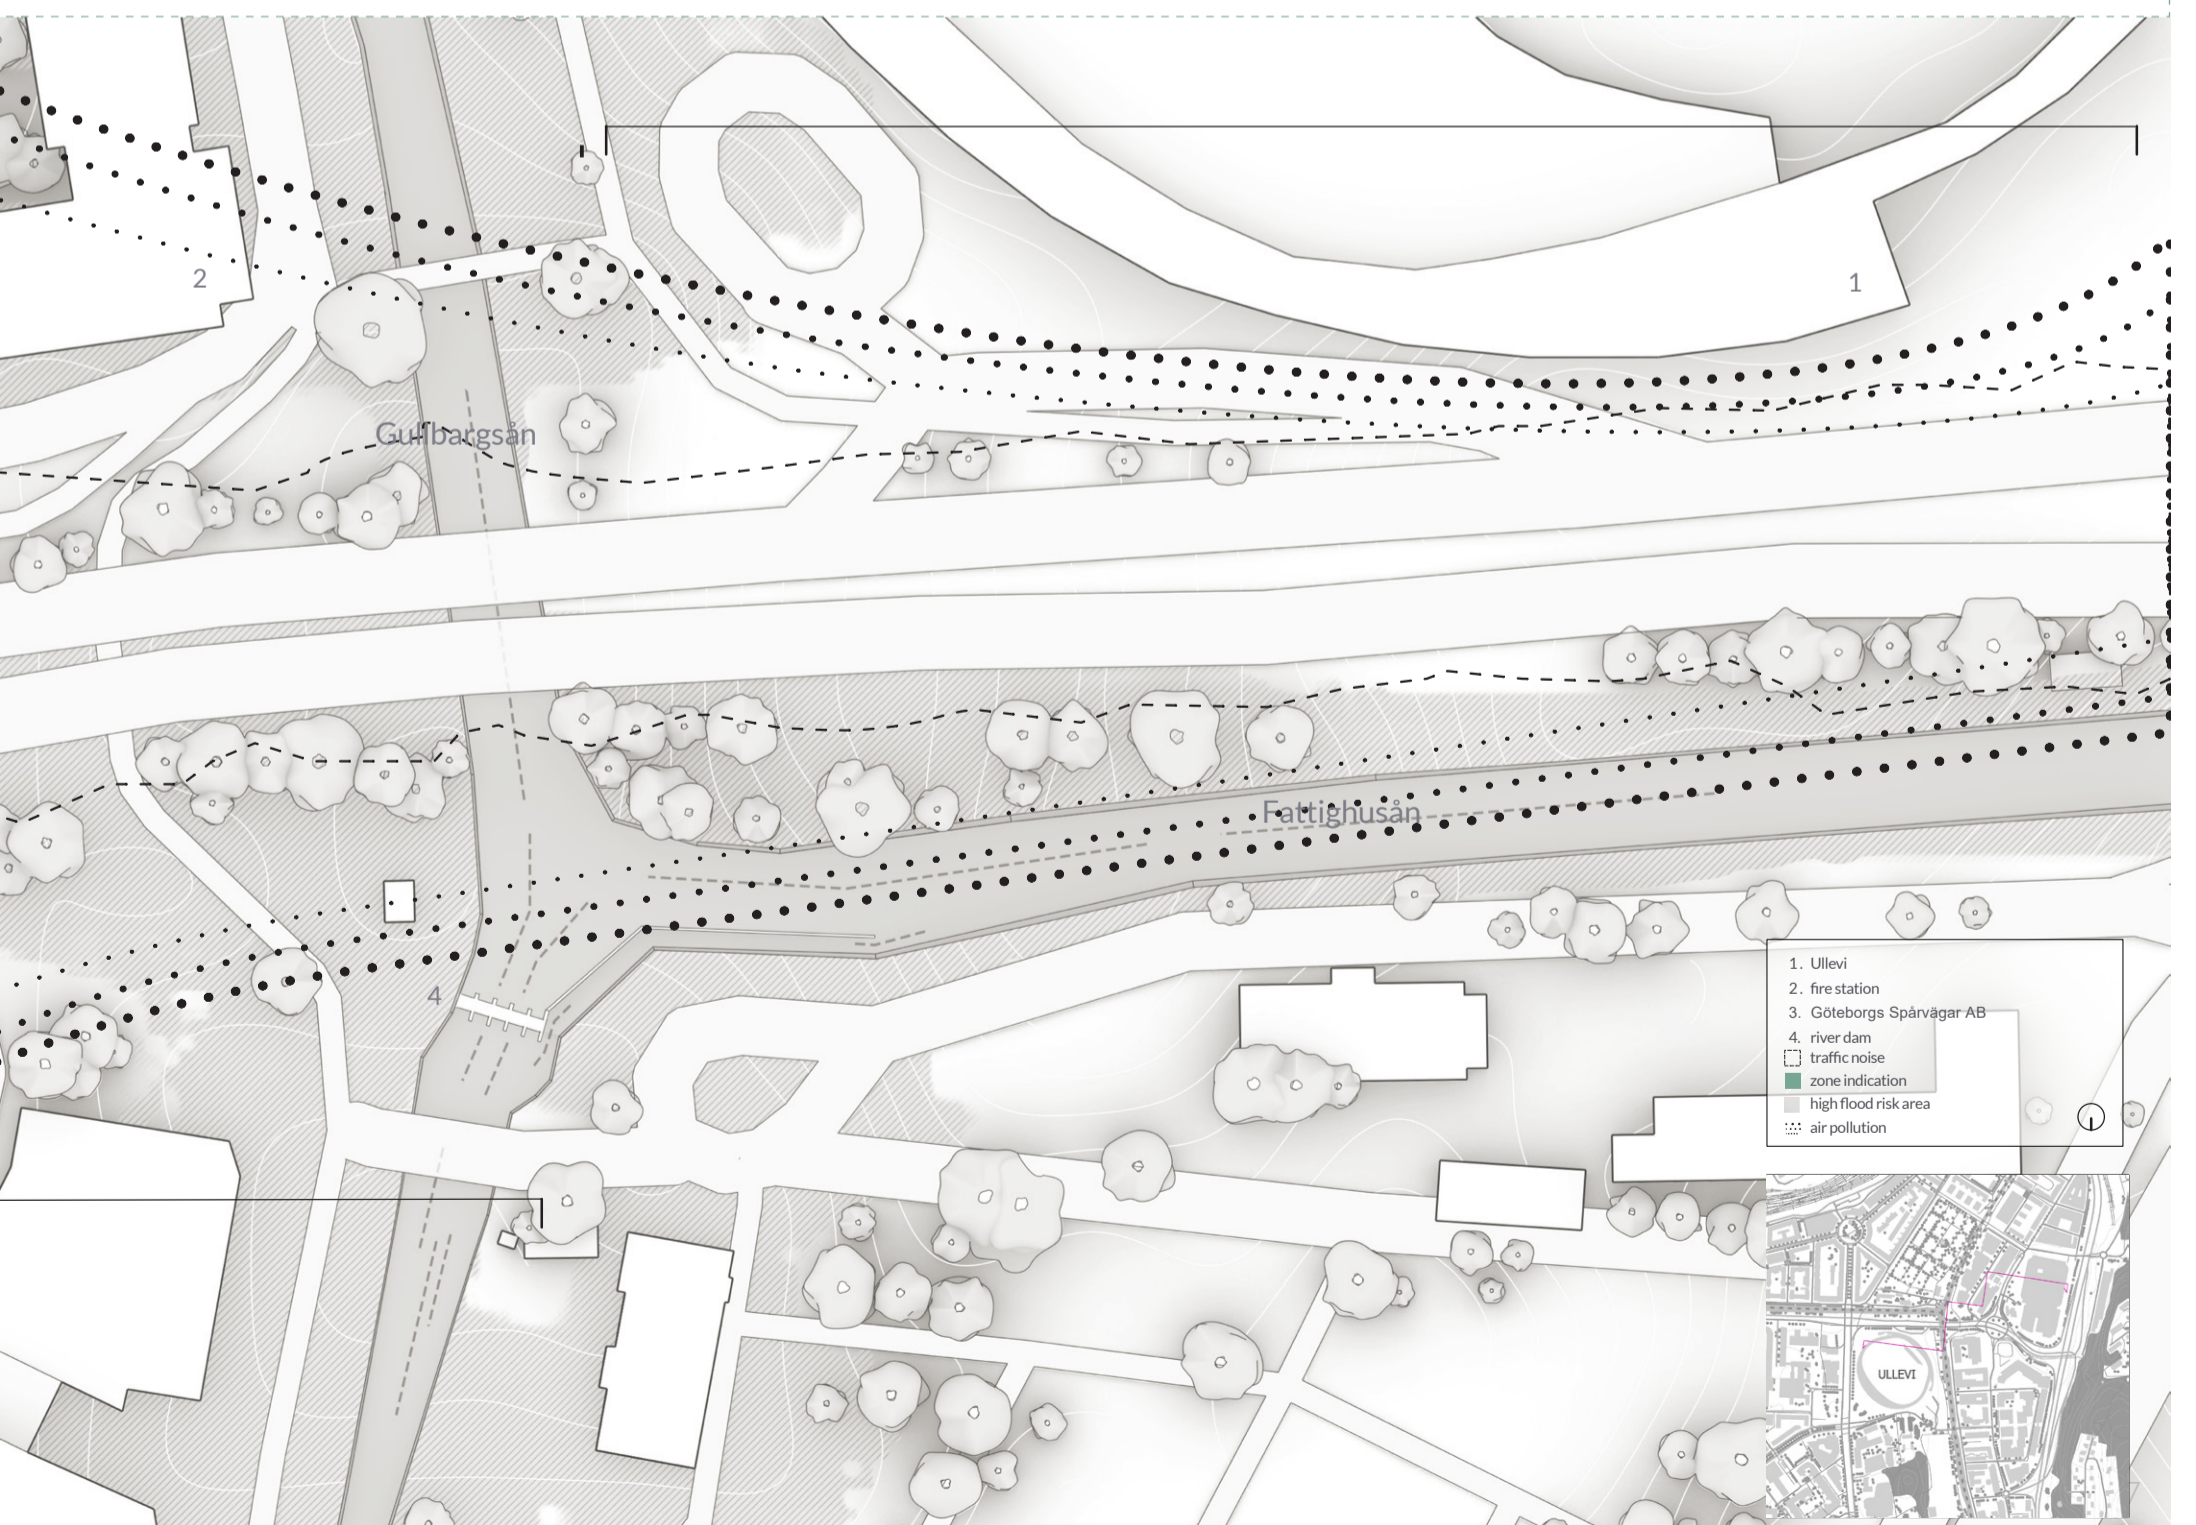 2
1
Gullbargsån
Fattighusån
4
1. Ullevi
2. fire station
3. Göteborgs Spårvägar AB
4. river dam
traffic noise
zone indication
high flood risk area
air pollution
ULLEVI